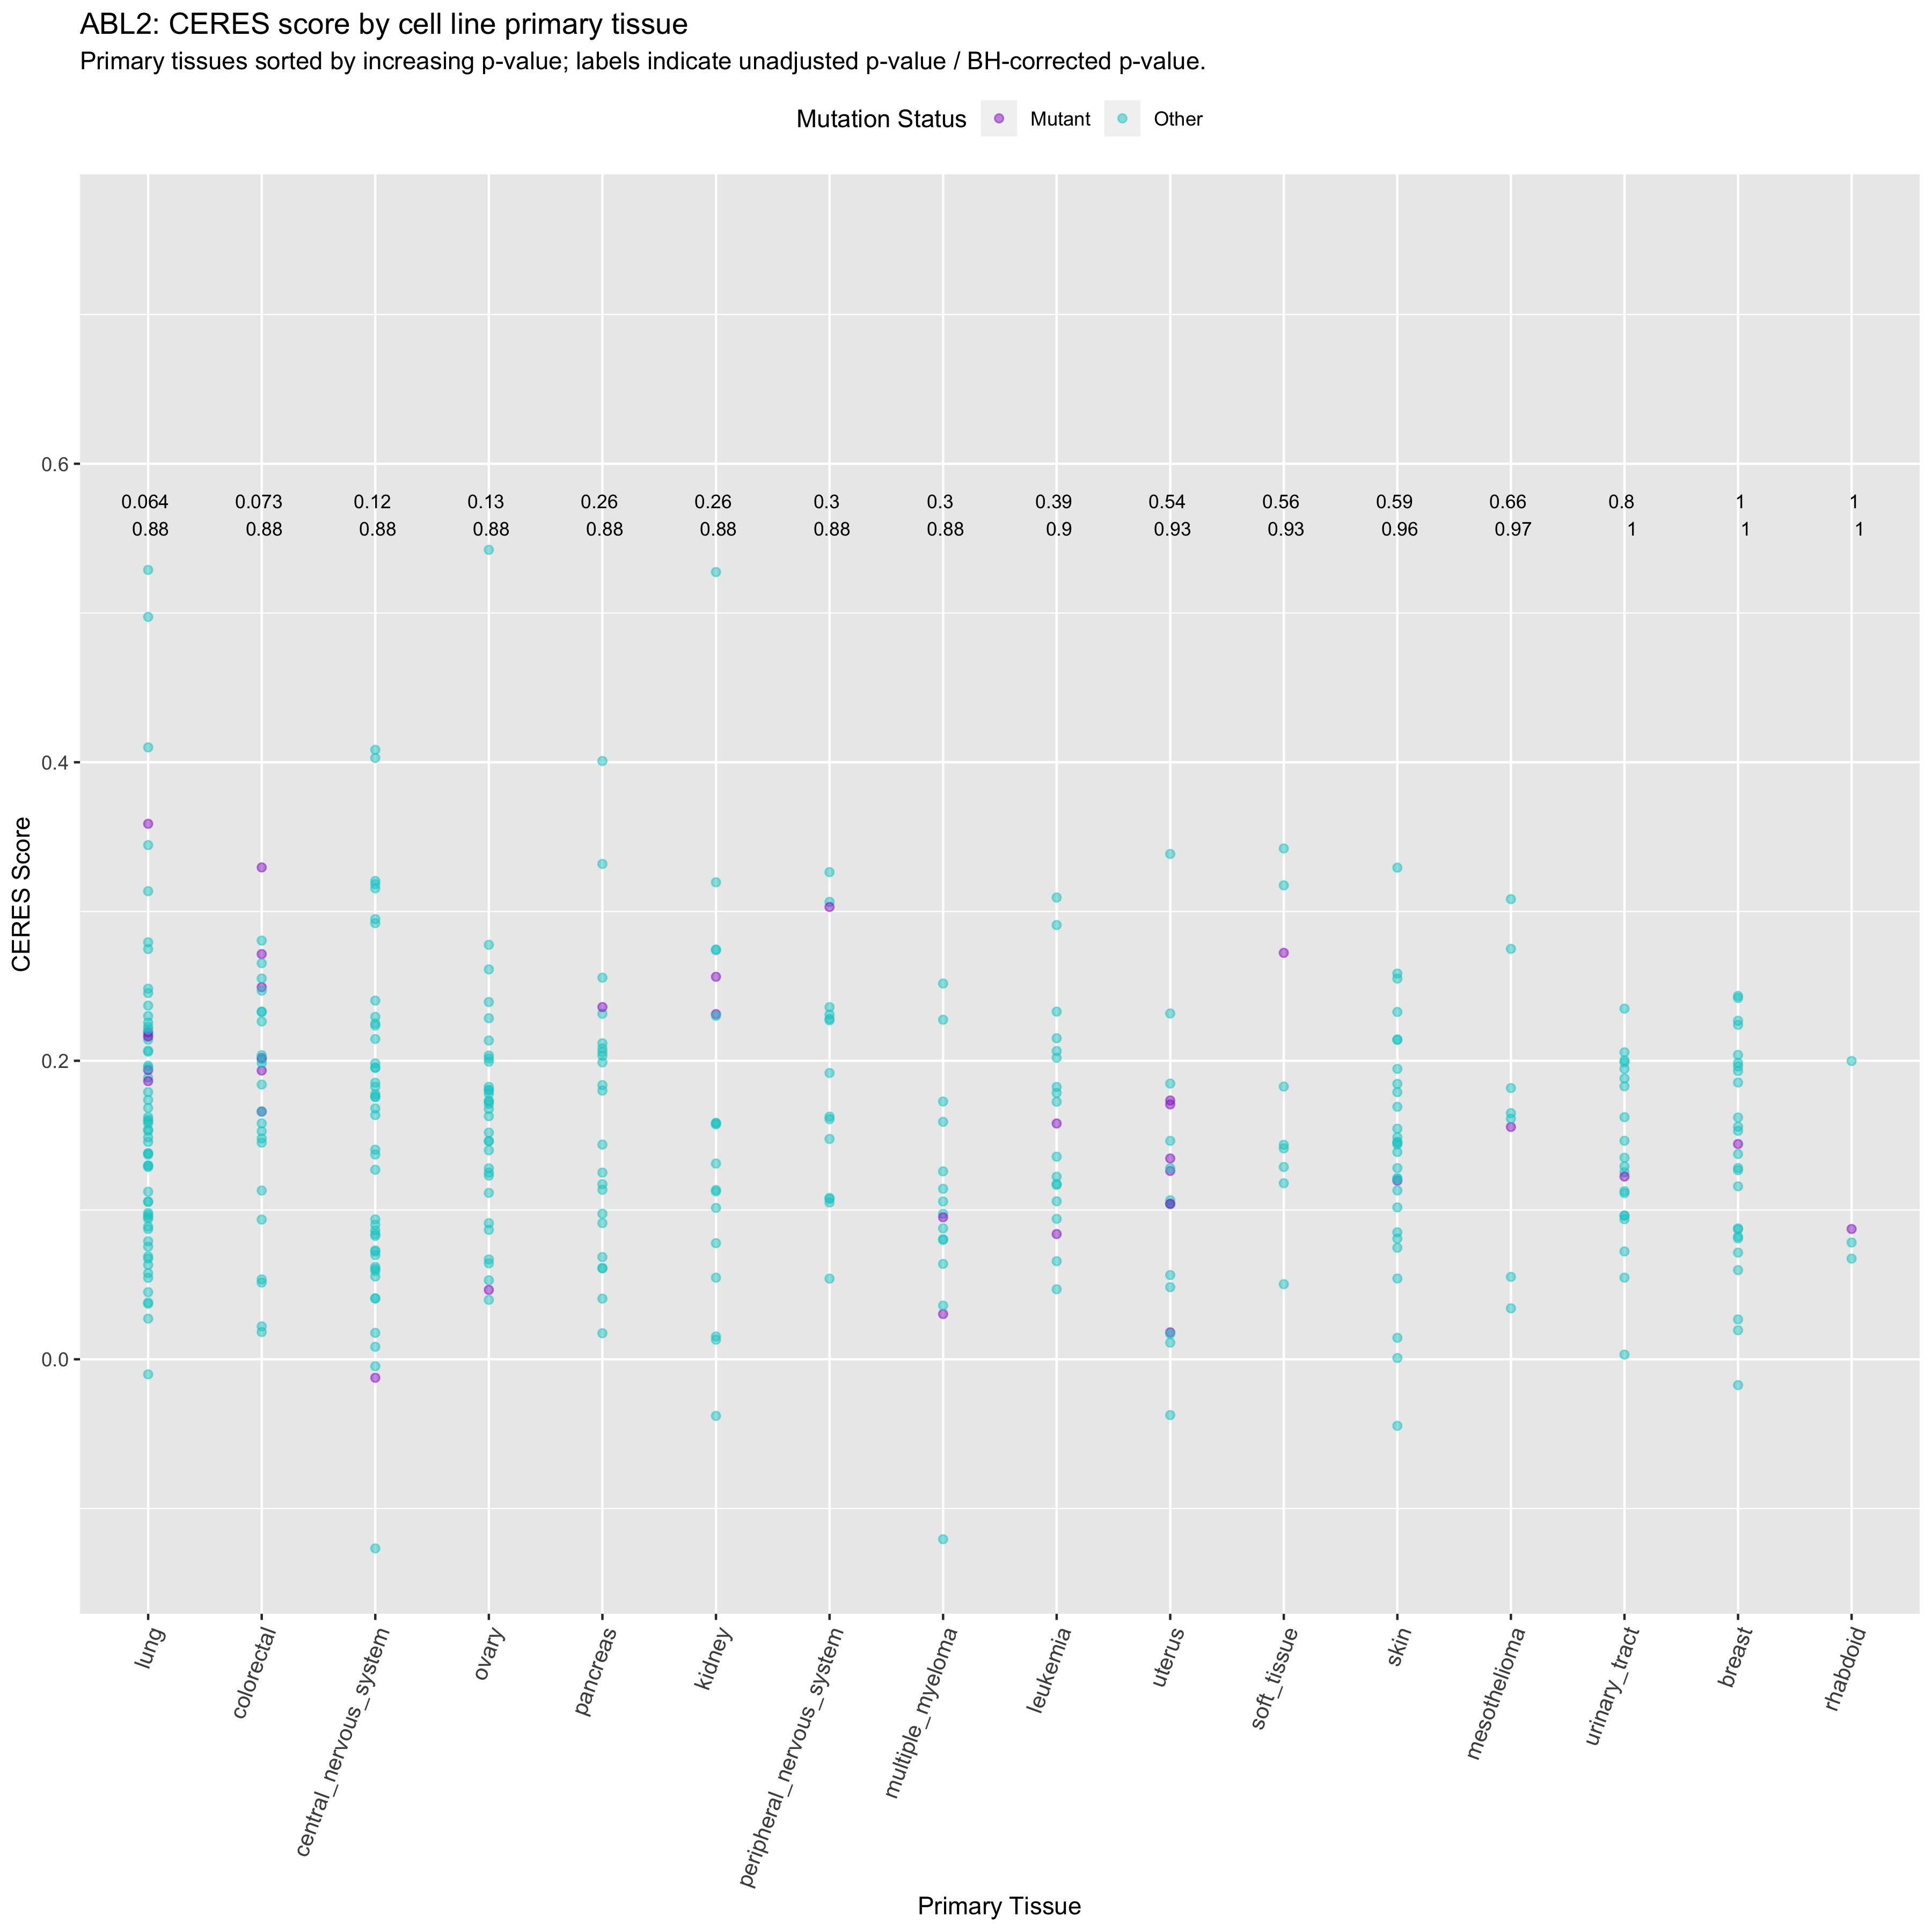 ABL2: CERES score by cell line primary tissue
Primary tissues sorted by increasing p-value; labels indicate unadjusted p-value / BH-corrected p-value.
Mutation Status Mutant Other
CERES Score
0.6
0.4
0.2
0.0
0.064 0.073 0.12 0.13 0.26 0.26 0.3 0.3 0.39 0.54 0.56 0.59 0.66 0.8 1 1
0.88 0.88 0.88 0.88 0.88 0.88 0.88 0.88 0.9 0.93 0.93 0.96 0.97 1 1 1
lung colorectal central_nervous_system ovary pancreas kidney peripheral_nervous_system multiple_myeloma leukemia uterus soft_tissue skin mesothelioma urinary_tract breast rhabdoid
Primary Tissue